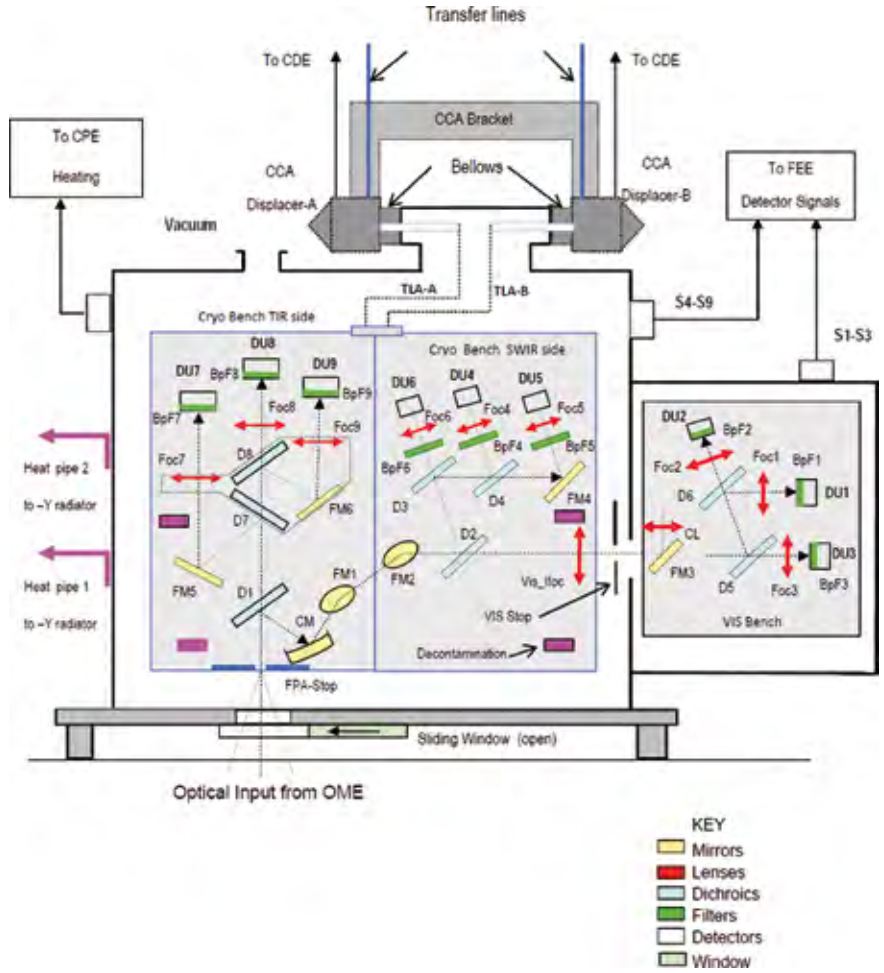 Transfer lines
To CDE
To CDE
CCA Bracket
To CPE
Heating
CCA
Displacer-A
Bellows
CCA
Displacer-B
To FEE
Detector Signals
Vacuum
TLA-A
TLA-B
S4-S9
S1-S3
Cryo Bench TIR side
Cryo Bench SWIR side
DU7
DU8
DU9
BpF7
BpF8
BpF9
DU6
DU4
DU5
Foc6
Foc4
Foc5
BpF6
BpF4
BpF5
DU2
BpF2
Foc8
Foc9
Foc7
D8
D7
FM6
D3
D4
FM4
Foc2
Foc1
BpF1
DU1
D6
Heat pipe 2
to –Y radiator
Heat pipe 1
to –Y radiator
FM5
D1
FM1
FM2
CM
D2
Vis_Ifoc
VIS Stop
CL
FM3
D5
Foc3
DU3
BpF3
VIS Bench
Decontamination
FPA-Stop
Sliding Window (open)
Optical Input from OME
KEY
Mirrors
Lenses
Dichroics
Filters
Detectors
Window